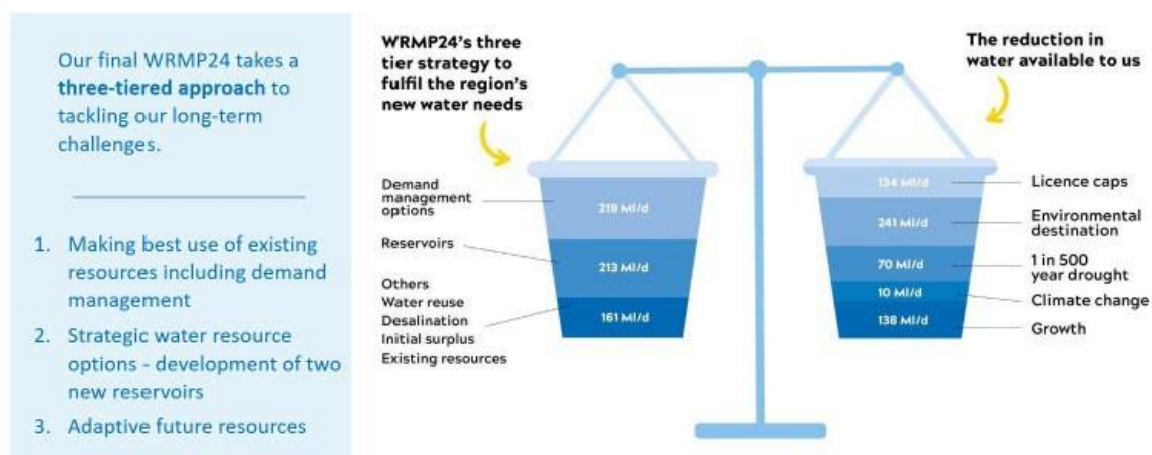 Our final WRMP24 takes a
three-tiered approach to
tackling our long-term
challenges.
1. Making best use of existing
resources including demand
management
2. Strategic water resource
options - development of two
new reservoirs
3. Adaptive future resources
WRMP24's three
tier strategy to
fulfil the region's
new water needs
Demand
management
options
219 Ml/d
Reservoirs
213 Ml/d
Others
Water reuse
Desalination
Initial surplus
Existing resources
161 Ml/d
The reduction in
water available to us
134 Ml/d
Licence caps
241 Ml/d
Environmental
destination
70 Ml/d
1 in 500
year drought
10 Ml/d
Climate change
138 Ml/d
Growth